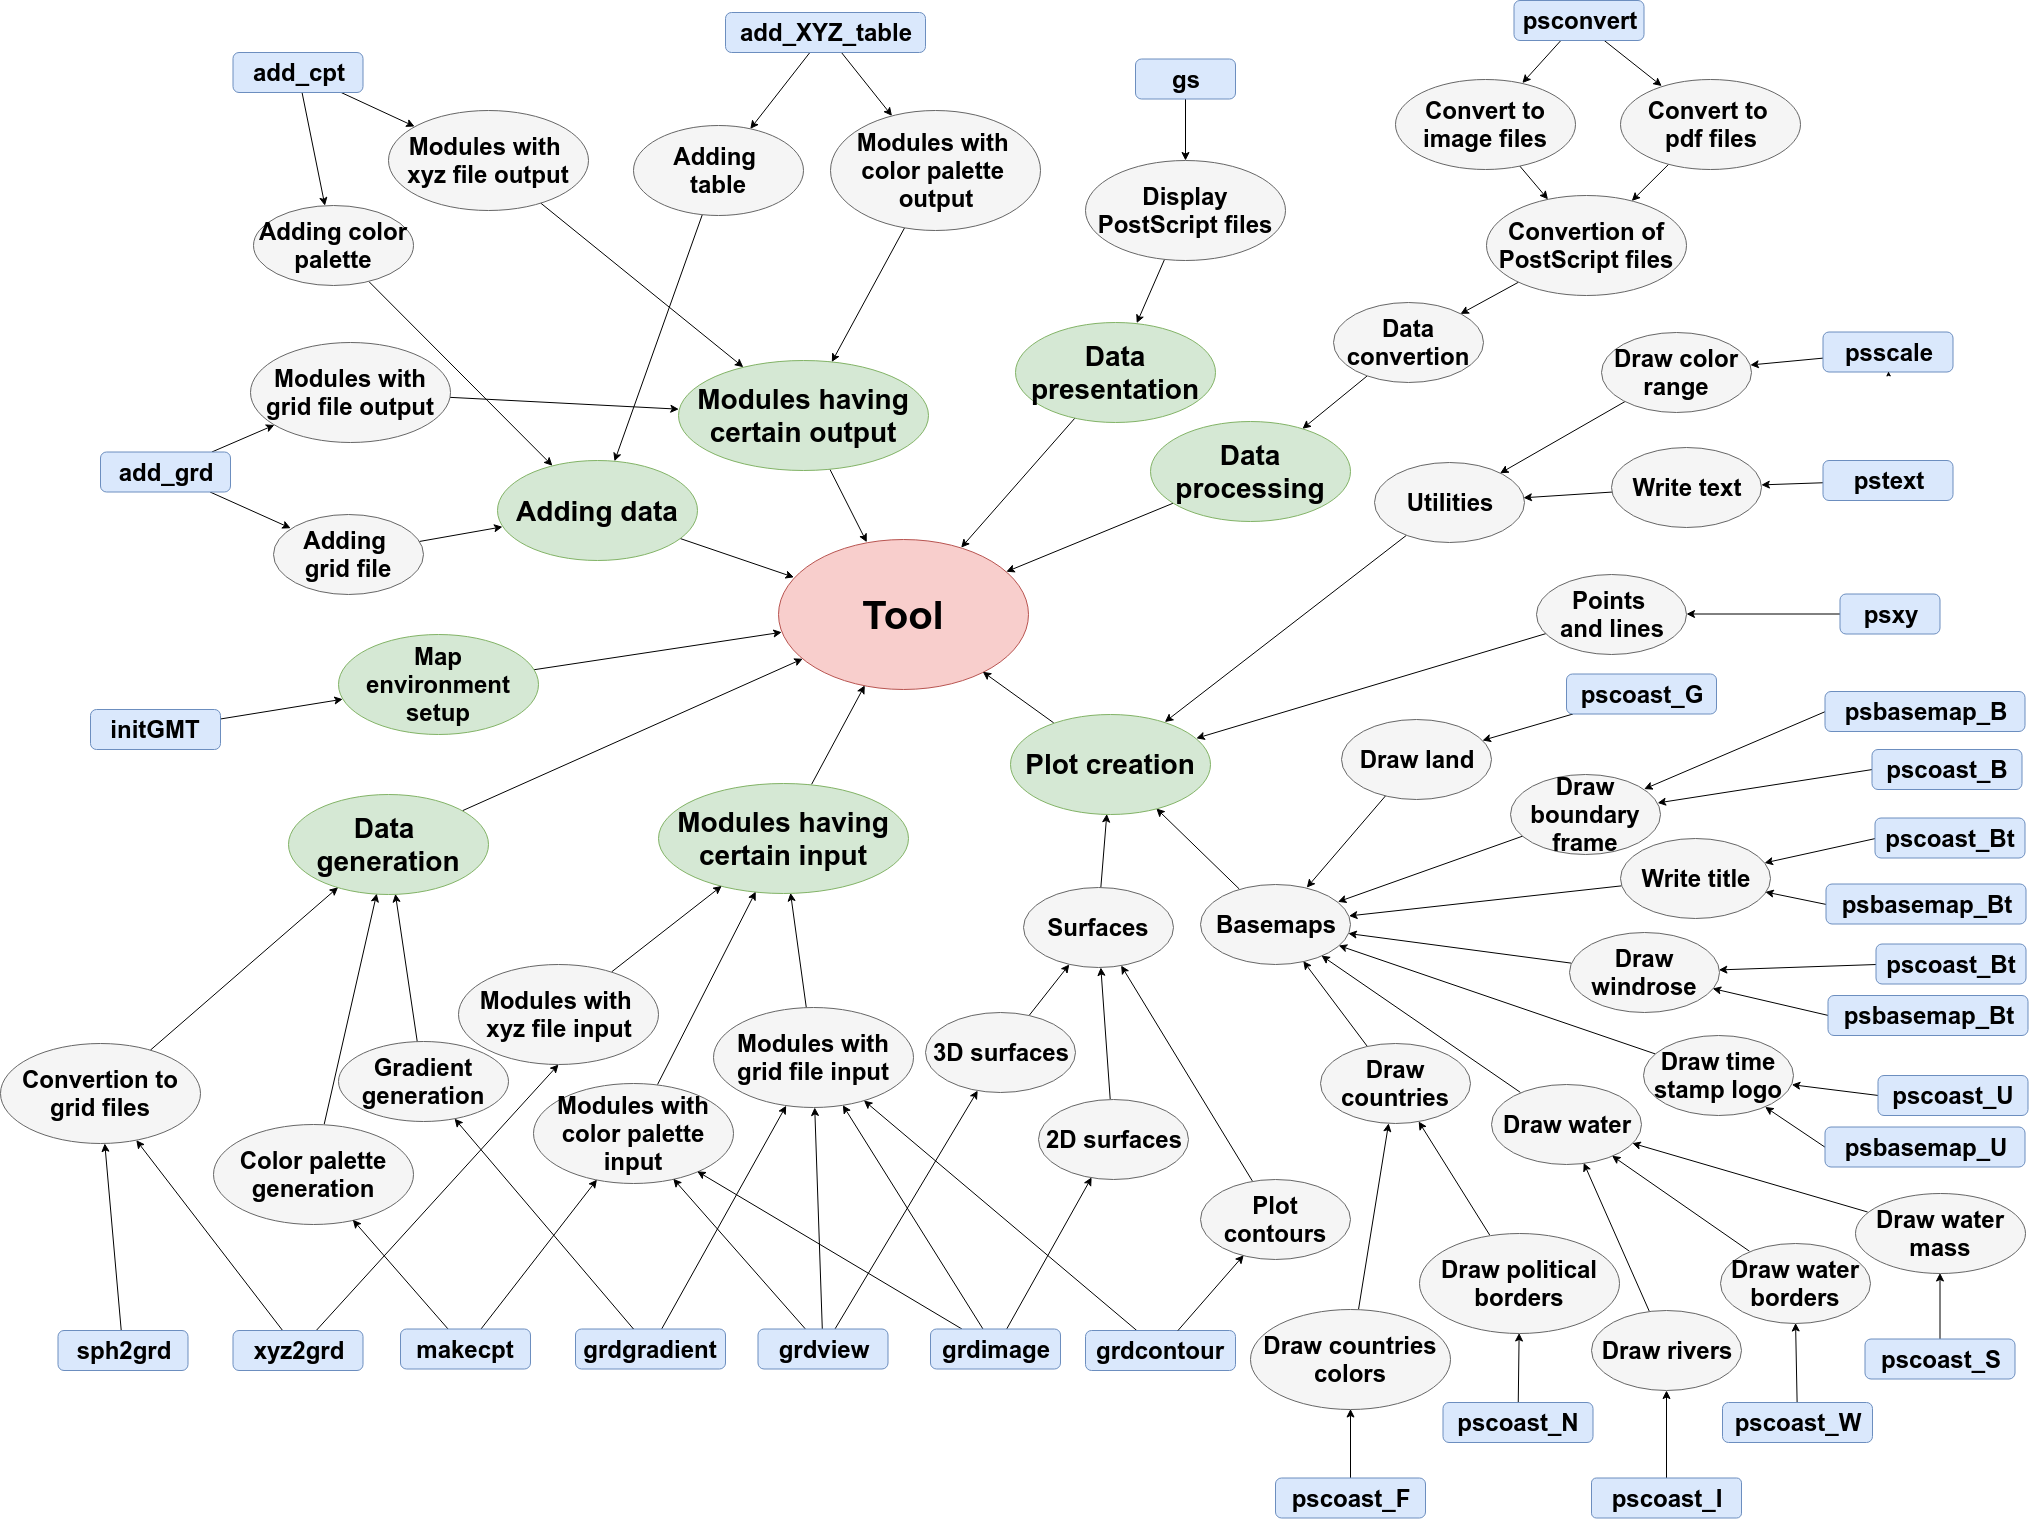 psconvert
add_XYZ_table
add_cpt
gs
Convert to
image files
Convert to
pdf files
Modules with
xyz file output
Adding
table
Modules with
color palette
output
Display
PostScript files
Adding color
palette
Convertion of
PostScript files
Data
convertion
Draw color
range
psscale
Data
presentation
Modules with
grid file output
Modules having
certain output
Data
processing
add_grd
Utilities
Write text
pstext
Adding data
Adding
grid file
Tool
Points
and lines
psxy
Map
environment
setup
initGMT
pscoast_G
psbasemap_B
Plot creation
Draw land
pscoast_B
Draw
boundary
frame
Data
generation
Modules having
certain input
pscoast_Bt
Write title
psbasemap_Bt
Surfaces
Basemaps
Draw
windrose
pscoast_Bt
psbasemap_Bt
Modules with
xyz file input
Modules with
grid file input
3D surfaces
Convertion to
grid files
Gradient
generation
Draw
countries
Draw time
stamp logo
pscoast_U
Modules with
color palette
input
2D surfaces
Draw water
psbasemap_U
Color palette
generation
Plot
contours
Draw water
mass
Draw political
borders
Draw water
borders
sph2grd
xyz2grd
makecpt
grdgradient
grdview
grdimage
grdcontour
Draw countries
colors
Draw rivers
pscoast_S
pscoast_N
pscoast_W
pscoast_F
pscoast_I